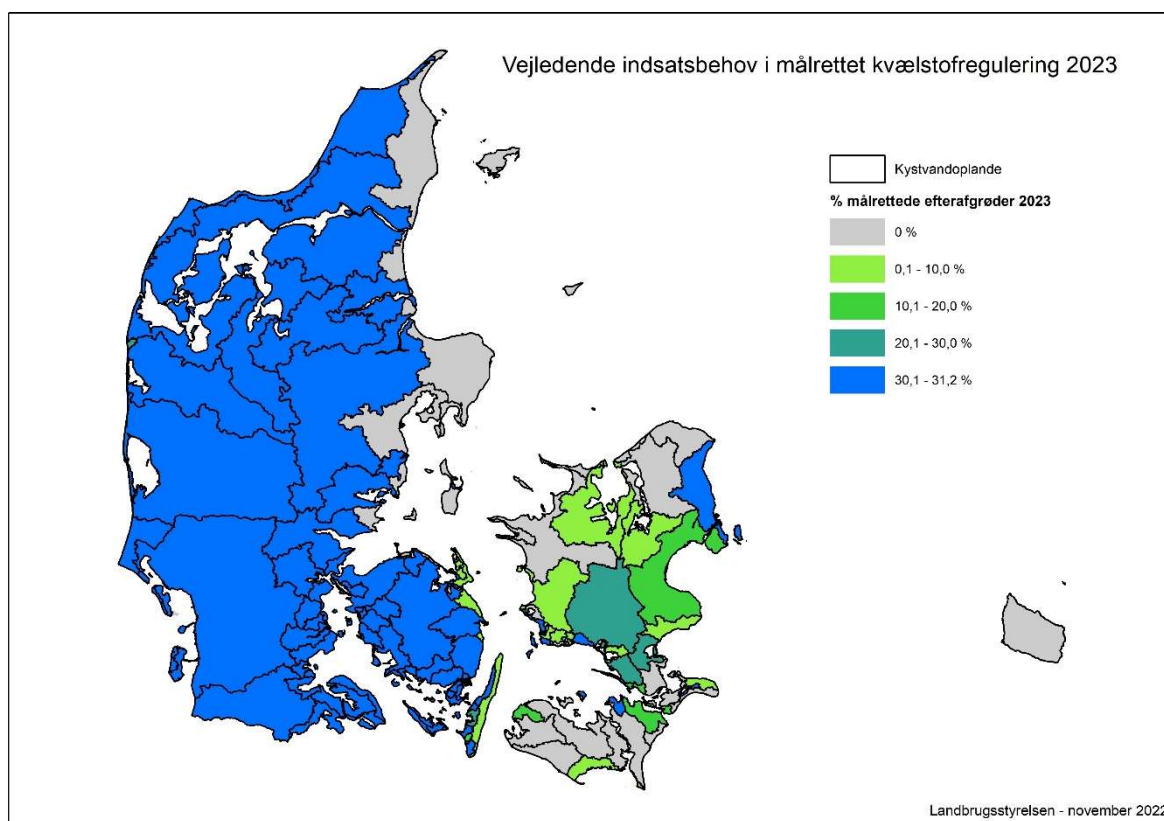 Vejledende indsatsbehov i målrettet kvælstofregulering 2023
Kystvandoplande
% målrettede efterafgrøder 2023
0 %
0,1 - 10,0 %
10,1 - 20,0 %
20,1 - 30,0 %
30,1 - 31,2 %
Landbrugsstyrelsen - november 2022